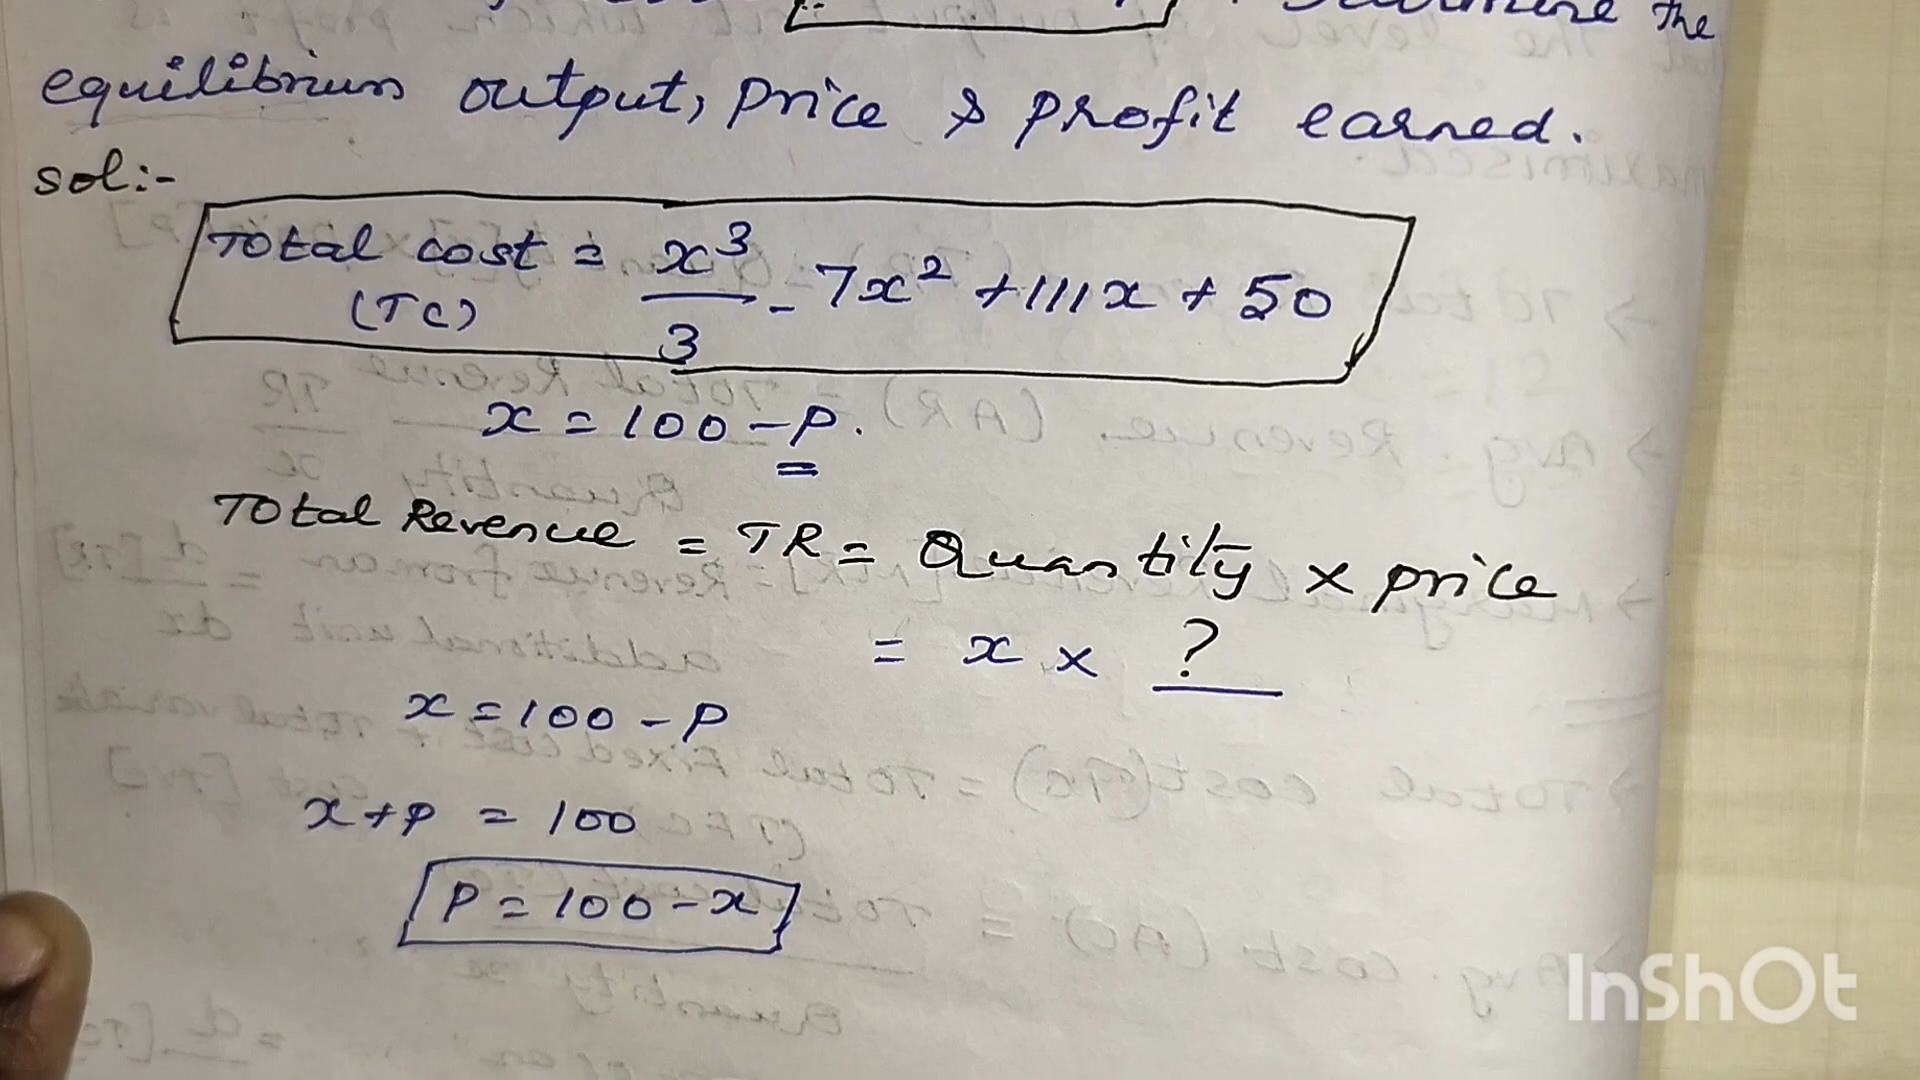 the
equilibrium output, price & profit earned.
sol:-
Total cost = x³/3 - 7x² + 111x + 50
(TC)
x = 100 - P.
Total Revenue = TR = Quantity × price
= x × ?
x = 100 - P
x + P = 100
P = 100 - x
InShOt